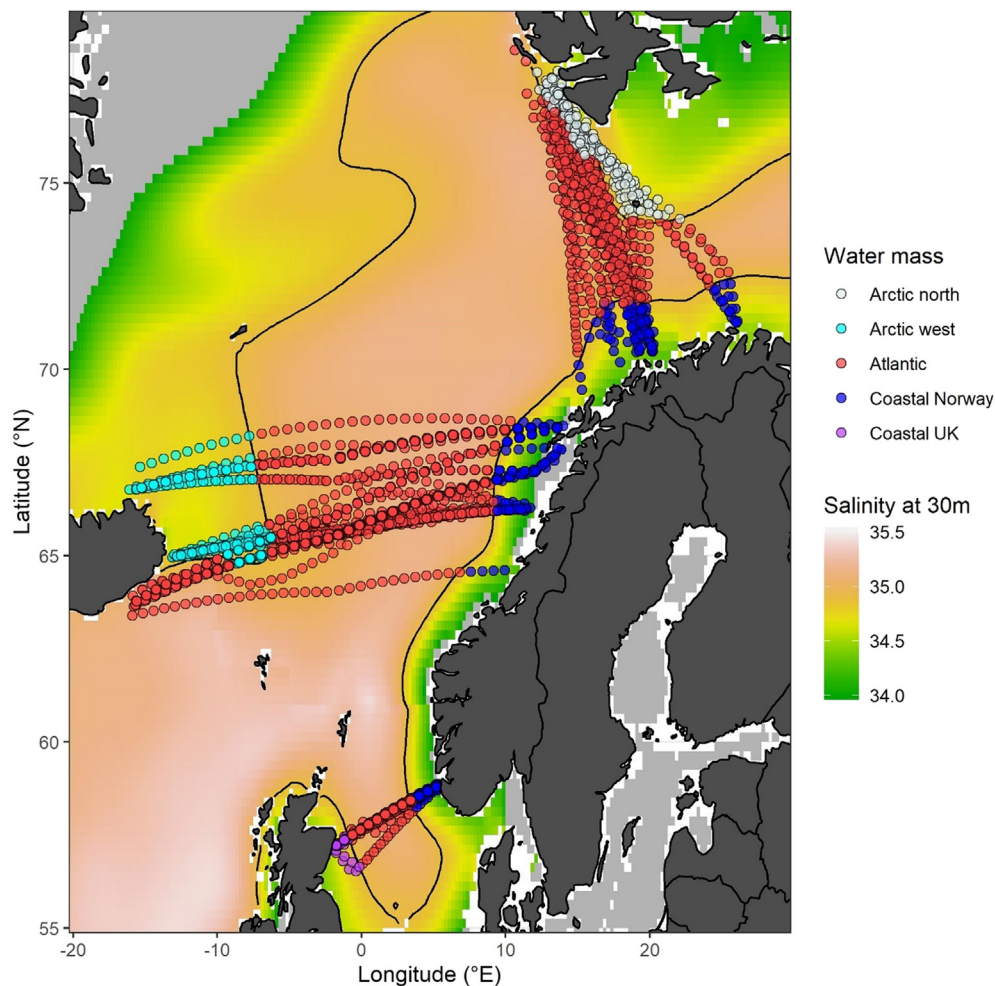 75
70
65
60
55
Latitude (°N)
-20 -10 0 10 20
Longitude (°E)
Water mass
Arctic north
Arctic west
Atlantic
Coastal Norway
Coastal UK
Salinity at 30m
35.5
35.0
34.5
34.0